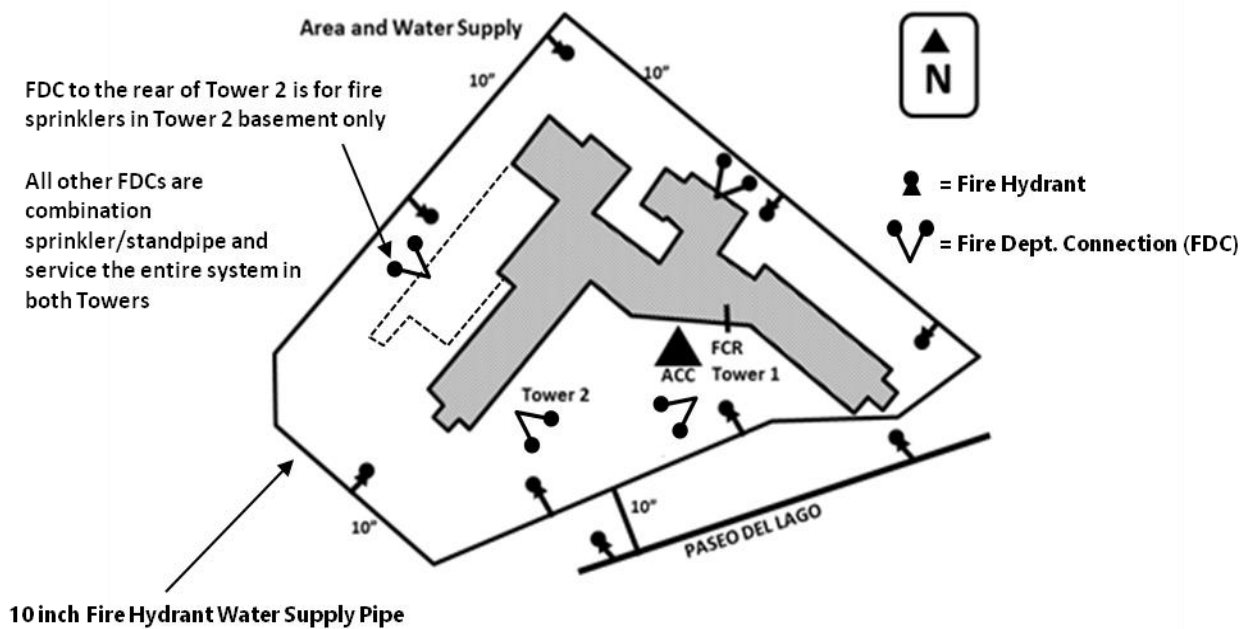 Area and Water Supply
10”
10”
N
FDC to the rear of Tower 2 is for fire
sprinklers in Tower 2 basement only
All other FDCs are
combination
sprinkler/standpipe and
service the entire system in
both Towers
= Fire Hydrant
= Fire Dept. Connection (FDC)
FCR
ACC
Tower 1
Tower 2
10”
10”
PASEO DEL LAGO
10 inch Fire Hydrant Water Supply Pipe